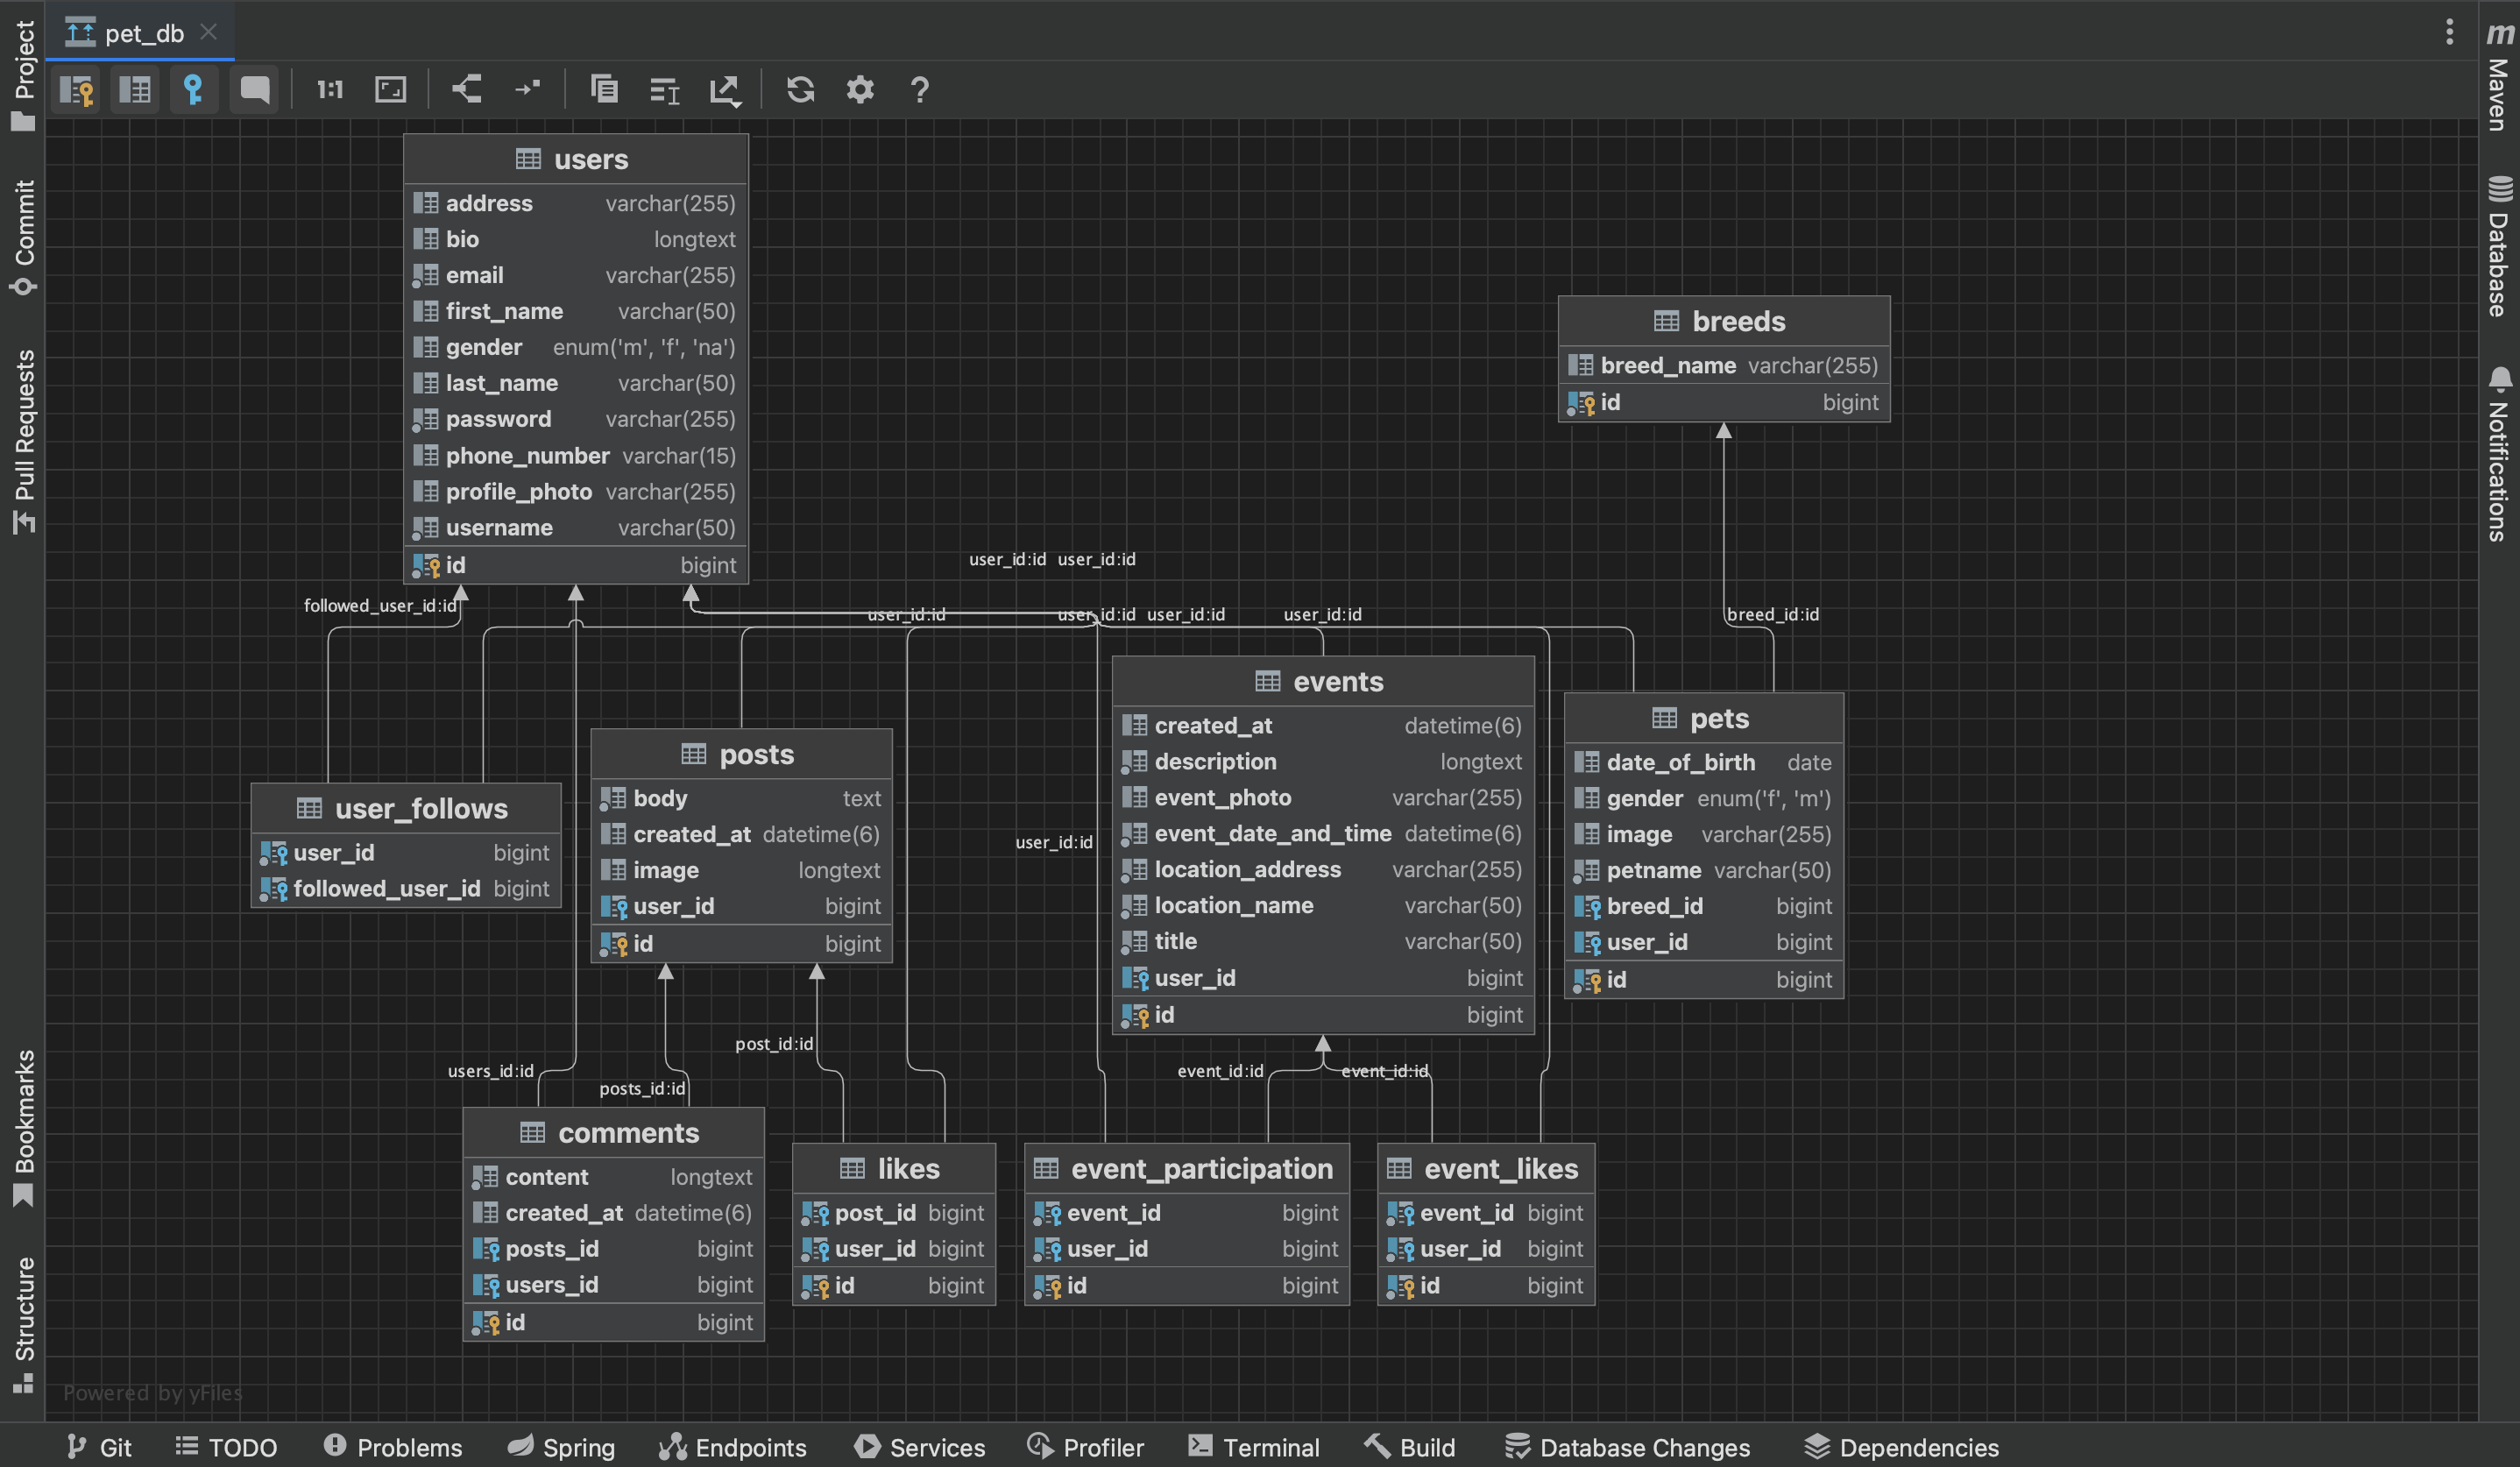 pet_db
1:1
Project
Commit
Pull Requests
Bookmarks
Structure
m
Maven
Database
Notifications
users
address varchar(255)
bio longtext
email varchar(255)
first_name varchar(50)
gender enum('m', 'f', 'na')
last_name varchar(50)
password varchar(255)
phone_number varchar(15)
profile_photo varchar(255)
username varchar(50)
id bigint
breeds
breed_name varchar(255)
id bigint
user_id:id user_id:id
followed_user_id:id
user_id:id user_id:id user_id:id user_id:id
breed_id:id
events
created_at datetime(6)
description longtext
event_photo varchar(255)
event_date_and_time datetime(6)
location_address varchar(255)
location_name varchar(50)
title varchar(50)
user_id bigint
id bigint
pets
date_of_birth date
gender enum('f', 'm')
image varchar(255)
petname varchar(50)
breed_id bigint
user_id bigint
id bigint
posts
body text
created_at datetime(6)
image longtext
user_id bigint
id bigint
user_follows
user_id bigint
followed_user_id bigint
user_id:id
post_id:id
users_id:id
posts_id:id
event_id:id
event_id:id
comments
content longtext
created_at datetime(6)
posts_id bigint
users_id bigint
id bigint
likes
post_id bigint
user_id bigint
id bigint
event_participation
event_id bigint
user_id bigint
id bigint
event_likes
event_id bigint
user_id bigint
id bigint
Powered by yFiles
Git TODO Problems Spring Endpoints Services Profiler Terminal Build Database Changes Dependencies